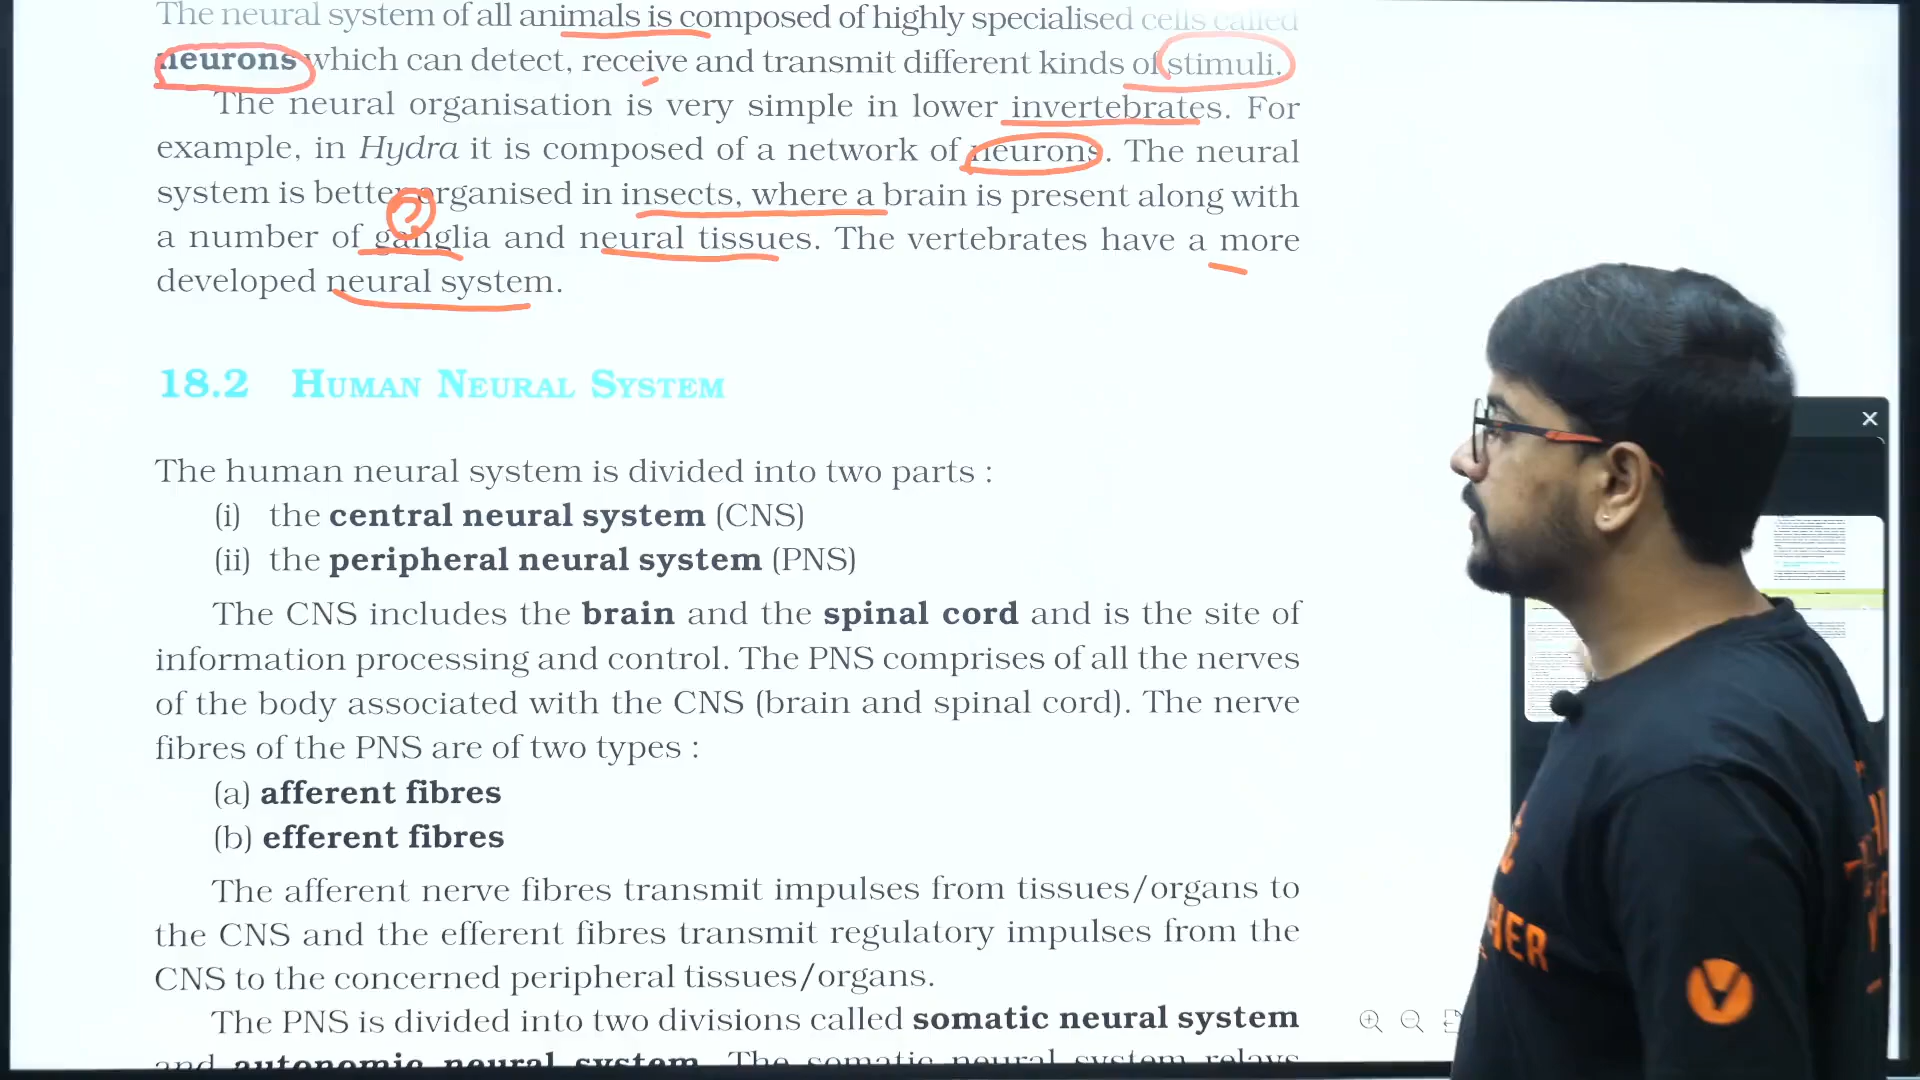 The neural system of all animals is composed of highly specialised cells called
neurons which can detect, receive and transmit different kinds of stimuli.
The neural organisation is very simple in lower invertebrates. For
example, in Hydra it is composed of a network of neurons. The neural
system is better organised in insects, where a brain is present along with
a number of ganglia and neural tissues. The vertebrates have a more
developed neural system.
18.2 HUMAN NEURAL SYSTEM
The human neural system is divided into two parts :
(i) the central neural system (CNS)
(ii) the peripheral neural system (PNS)
The CNS includes the brain and the spinal cord and is the site of
information processing and control. The PNS comprises of all the nerves
of the body associated with the CNS (brain and spinal cord). The nerve
fibres of the PNS are of two types :
(a) afferent fibres
(b) efferent fibres
The afferent nerve fibres transmit impulses from tissues/organs to
the CNS and the efferent fibres transmit regulatory impulses from the
CNS to the concerned peripheral tissues/organs.
The PNS is divided into two divisions called somatic neural system
and autonomic neural system. The somatic neural system relays